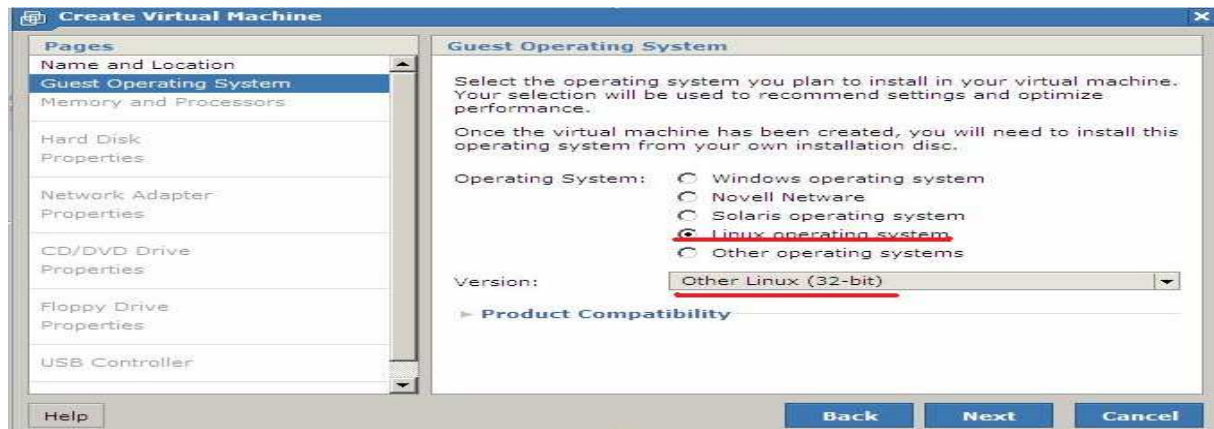 Create Virtual Machine
Pages
Name and Location
Guest Operating System
Memory and Processors
Hard Disk
Properties
Network Adapter
Properties
CD/DVD Drive
Properties
Floppy Drive
Properties
USB Controller
Guest Operating System
Select the operating system you plan to install in your virtual machine.
Your selection will be used to recommend settings and optimize
performance.
Once the virtual machine has been created, you will need to install this
operating system from your own installation disc.
Operating System:
Windows operating system
Novell Netware
Solaris operating system
Linux operating system
Other operating systems
Version:
Other Linux (32-bit)
Product Compatibility
Help
Back
Next
Cancel